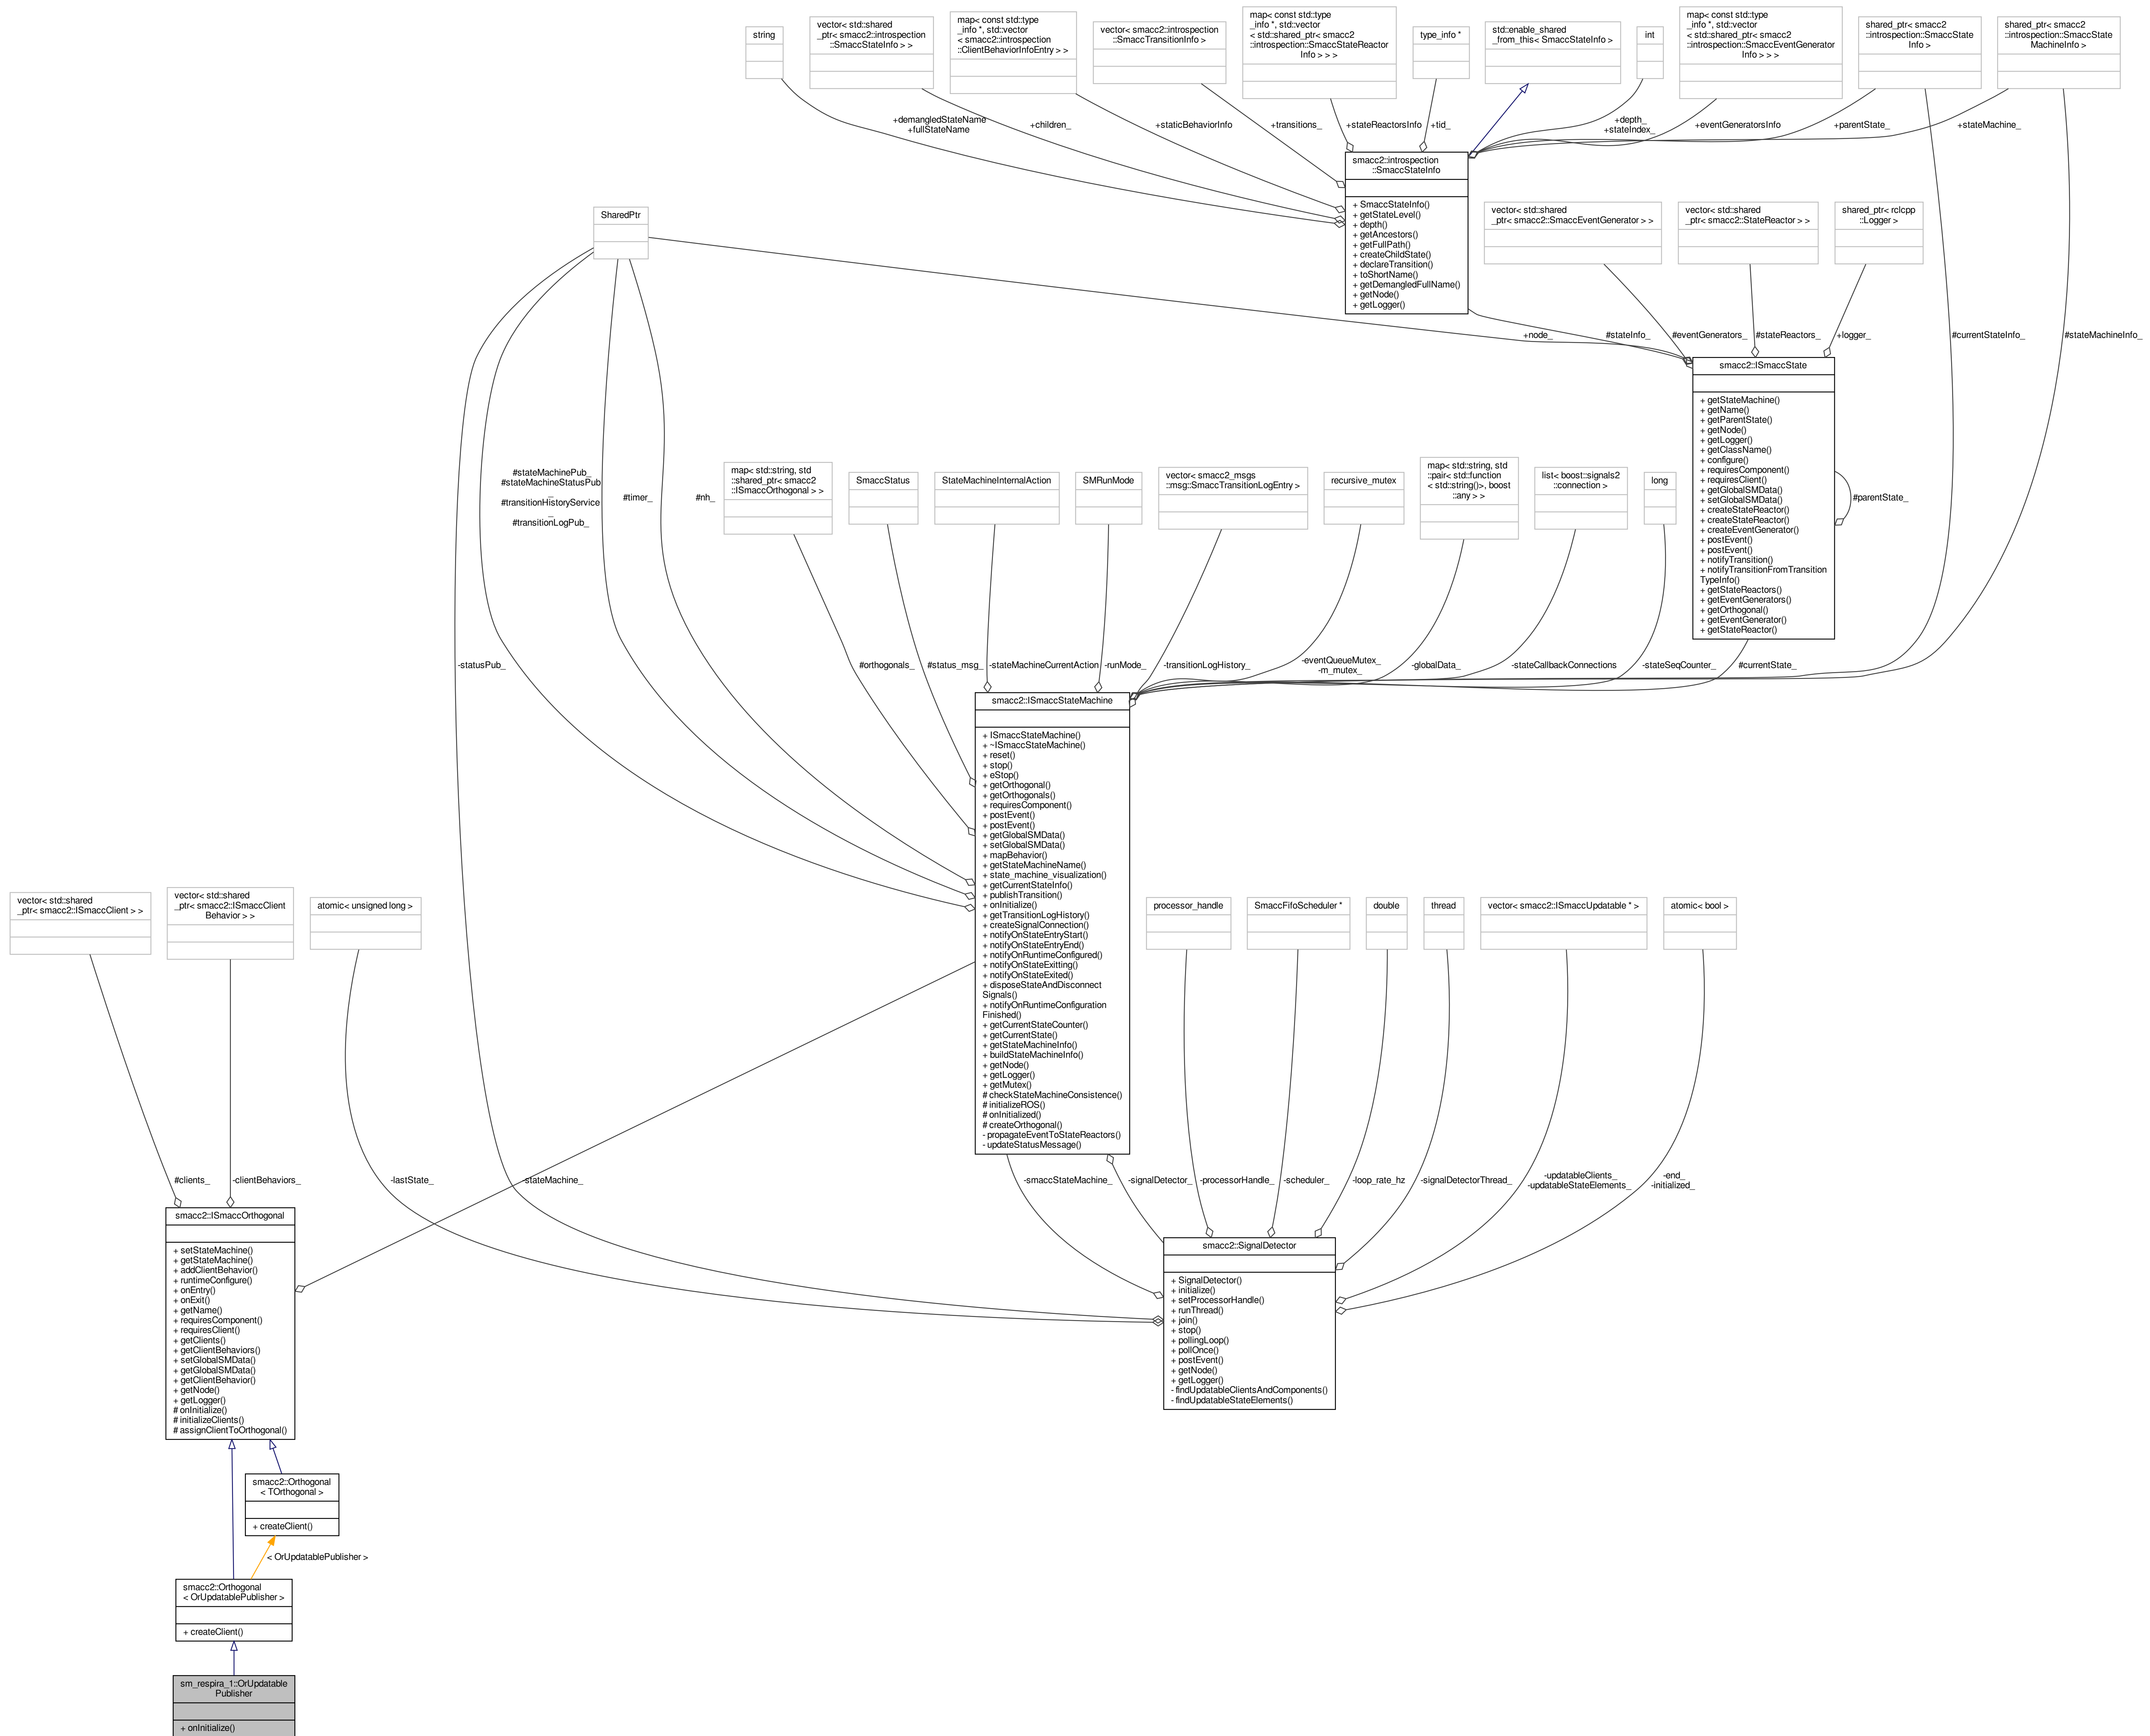 string
vector< std::shared
_ptr< smacc2::introspection
::SmaccStateInfo > >
map< const std::type
_info *, std::vector
< smacc2::introspection
::ClientBehaviorInfoEntry > >
vector< smacc2::introspection
::SmaccTransitionInfo >
map< const std::type
_info *, std::vector
< std::shared_ptr< smacc2
::introspection::SmaccStateReactor
Info > > >
type_info *
std::enable_shared
_from_this< SmaccStateInfo >
int
map< const std::type
_info *, std::vector
< std::shared_ptr< smacc2
::introspection::SmaccEventGenerator
Info > > >
shared_ptr< smacc2
::introspection::SmaccState
Info >
shared_ptr< smacc2
::introspection::SmaccState
MachineInfo >
+demangledStateName
+fullStateName
+children_
+staticBehaviorInfo
+transitions_
+stateReactorsInfo
+tid_
+depth_
+stateIndex_
+eventGeneratorsInfo
+parentState_
+stateMachine_
smacc2::introspection
::SmaccStateInfo
+ SmaccStateInfo()
+ getStateLevel()
+ depth()
+ getAncestors()
+ getFullPath()
+ createChildState()
+ declareTransition()
+ toShortName()
+ getDemangledFullName()
+ getNode()
+ getLogger()
SharedPtr
vector< std::shared
_ptr< smacc2::SmaccEventGenerator > >
vector< std::shared
_ptr< smacc2::StateReactor > >
shared_ptr< rclcpp
::Logger >
+node_
#stateInfo_
#eventGenerators_
#stateReactors_
+logger_
#currentStateInfo_
#stateMachineInfo_
smacc2::ISmaccState
+ getStateMachine()
+ getName()
+ getParentState()
+ getNode()
+ getLogger()
+ getClassName()
+ configure()
+ requiresComponent()
+ requiresClient()
+ getGlobalSMData()
+ setGlobalSMData()
+ createStateReactor()
+ createStateReactor()
+ createEventGenerator()
+ postEvent()
+ postEvent()
+ notifyTransition()
+ notifyTransitionFromTransition
TypeInfo()
+ getStateReactors()
+ getEventGenerators()
+ getOrthogonal()
+ getEventGenerator()
+ getStateReactor()
#parentState_
#stateMachinePub_
#stateMachineStatusPub
_
#transitionHistoryService
_
#transitionLogPub_
#timer_
#nh_
map< std::string, std
::shared_ptr< smacc2
::ISmaccOrthogonal > >
SmaccStatus
StateMachineInternalAction
SMRunMode
vector< smacc2_msgs
::msg::SmaccTransitionLogEntry >
recursive_mutex
map< std::string, std
::pair< std::function
< std::string()>, boost
::any > >
list< boost::signals2
::connection >
long
-statusPub_
#orthogonals_
#status_msg_
-stateMachineCurrentAction
-runMode_
-transitionLogHistory_
-eventQueueMutex_
-m_mutex_
-globalData_
-stateCallbackConnections
-stateSeqCounter_
#currentState_
smacc2::ISmaccStateMachine
+ ISmaccStateMachine()
+ ~ISmaccStateMachine()
+ reset()
+ stop()
+ eStop()
+ getOrthogonal()
+ getOrthogonals()
+ requiresComponent()
+ postEvent()
+ postEvent()
+ getGlobalSMData()
+ setGlobalSMData()
+ mapBehavior()
+ getStateMachineName()
+ state_machine_visualization()
+ getCurrentStateInfo()
+ publishTransition()
+ onInitialize()
+ getTransitionLogHistory()
+ createSignalConnection()
+ notifyOnStateEntryStart()
+ notifyOnStateEntryEnd()
+ notifyOnRuntimeConfigured()
+ notifyOnStateExitting()
+ notifyOnStateExited()
+ disposeStateAndDisconnect
Signals()
+ notifyOnRuntimeConfiguration
Finished()
+ getCurrentStateCounter()
+ getCurrentState()
+ getStateMachineInfo()
+ buildStateMachineInfo()
+ getNode()
+ getLogger()
+ getMutex()
# checkStateMachineConsistence()
# initializeROS()
# onInitialized()
# createOrthogonal()
- propagateEventToStateReactors()
- updateStatusMessage()
vector< std::shared
_ptr< smacc2::ISmaccClient > >
vector< std::shared
_ptr< smacc2::ISmaccClient
Behavior > >
atomic< unsigned long >
processor_handle
SmaccFifoScheduler *
double
thread
vector< smacc2::ISmaccUpdatable * >
atomic< bool >
#clients_
-clientBehaviors_
-lastState_
-stateMachine_
-smaccStateMachine_
-signalDetector_
-processorHandle_
-scheduler_
-loop_rate_hz
-signalDetectorThread_
-updatableClients_
-updatableStateElements_
-end_
-initialized_
smacc2::ISmaccOrthogonal
+ setStateMachine()
+ getStateMachine()
+ addClientBehavior()
+ runtimeConfigure()
+ onEntry()
+ onExit()
+ getName()
+ requiresComponent()
+ requiresClient()
+ getClients()
+ getClientBehaviors()
+ setGlobalSMData()
+ getGlobalSMData()
+ getClientBehavior()
+ getNode()
+ getLogger()
# onInitialize()
# initializeClients()
# assignClientToOrthogonal()
smacc2::SignalDetector
+ SignalDetector()
+ initialize()
+ setProcessorHandle()
+ runThread()
+ join()
+ stop()
+ pollingLoop()
+ pollOnce()
+ postEvent()
+ getNode()
+ getLogger()
- findUpdatableClientsAndComponents()
- findUpdatableStateElements()
smacc2::Orthogonal
< TOrthogonal >
+ createClient()
< OrUpdatablePublisher >
smacc2::Orthogonal
< OrUpdatablePublisher >
+ createClient()
sm_respira_1::OrUpdatable
Publisher
+ onInitialize()